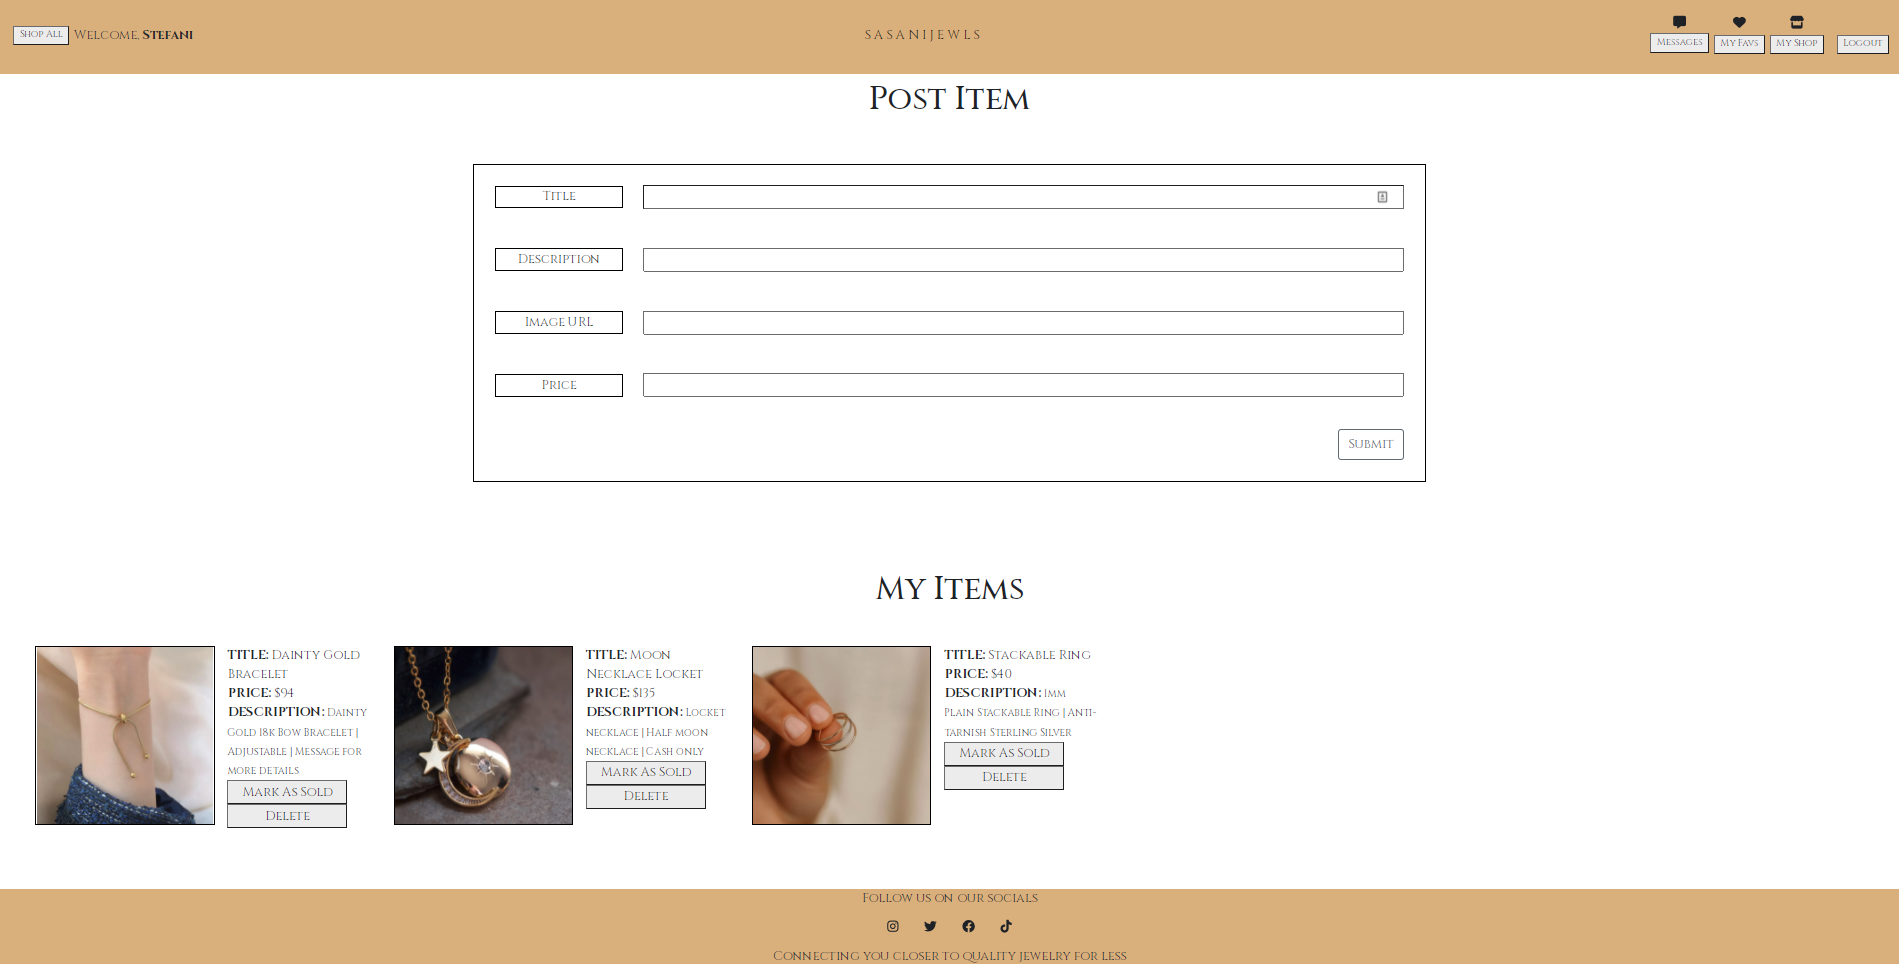 Shop All
Welcome, Stefani
SASANIJEWLS
Messages
My Favs
My Shop
Logout
Post Item
Title
Description
Image URL
Price
Submit
My Items
TITLE: Dainty Gold
Bracelet
PRICE: $94
DESCRIPTION: Dainty
Gold 18k Bow Bracelet |
Adjustable | Message for
more details
Mark As Sold
Delete
TITLE: Moon
Necklace Locket
PRICE: $135
DESCRIPTION: Locket
necklace | Half moon
necklace | Cash only
Mark As Sold
Delete
TITLE: Stackable Ring
PRICE: $40
DESCRIPTION: 1mm
Plain Stackable Ring | Anti-
tarnish Sterling Silver
Mark As Sold
Delete
Follow us on our socials
Connecting you closer to quality jewelry for less